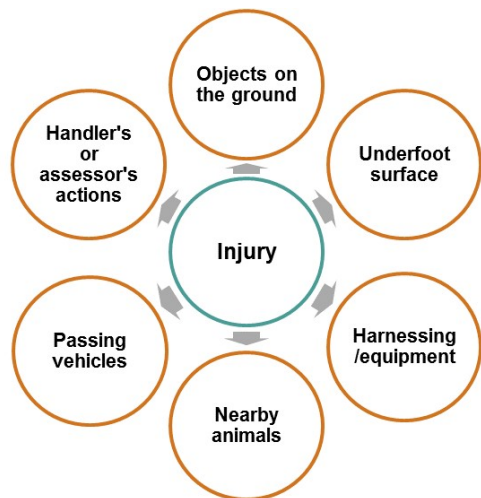 Objects on
the ground
Handler's
or
assessor's
actions
Underfoot
surface
Injury
Passing
vehicles
Harnessing
/equipment
Nearby
animals